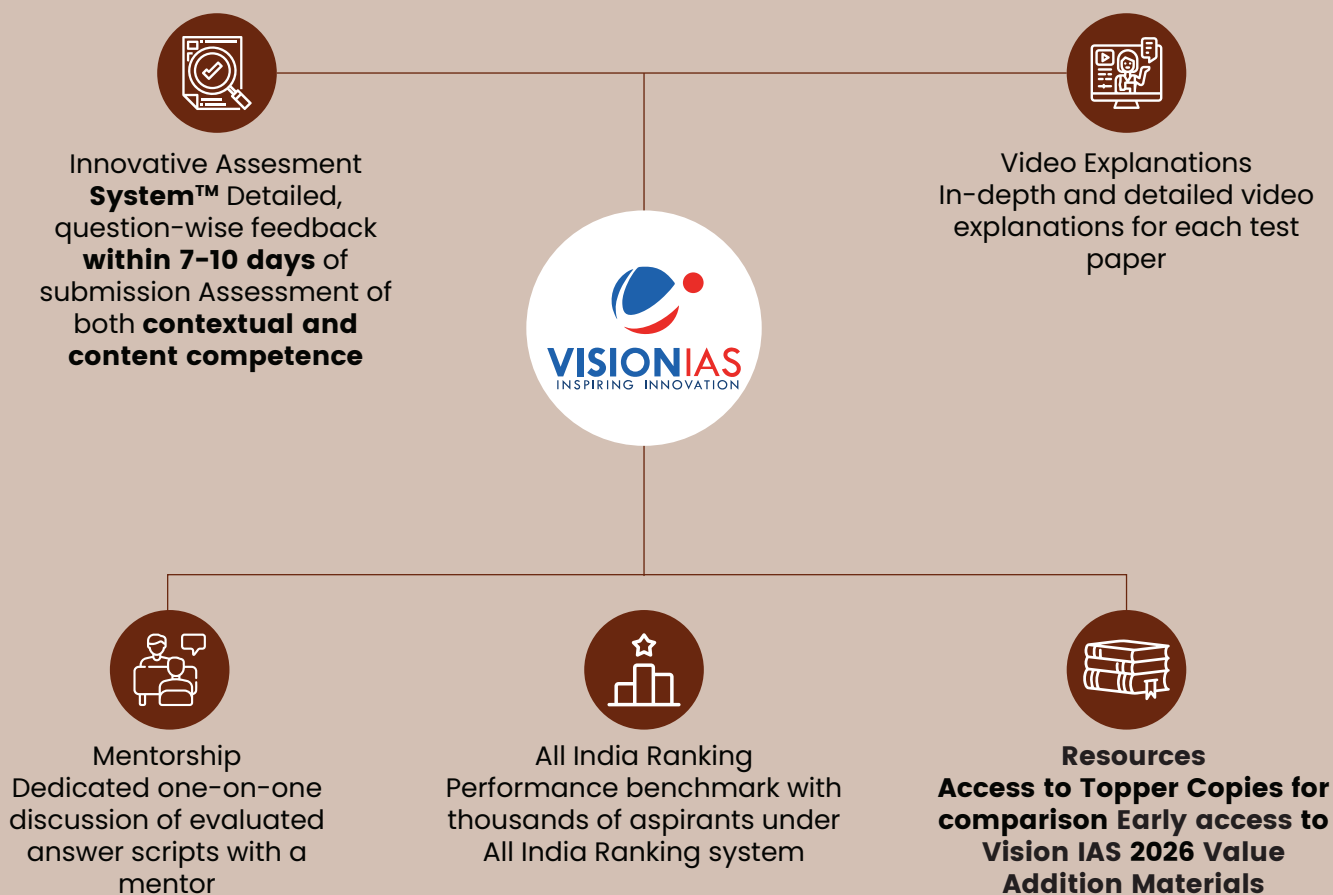 Innovative Assesment
System™ Detailed,
question-wise feedback
within 7-10 days of
submission Assessment of
both contextual and
content competence
Video Explanations
In-depth and detailed video
explanations for each test
paper
VISIONIAS
INSPIRING INNOVATION
Mentorship
Dedicated one-on-one
discussion of evaluated
answer scripts with a
mentor
All India Ranking
Performance benchmark with
thousands of aspirants under
All India Ranking system
Resources
Access to Topper Copies for
comparison Early access to
Vision IAS 2026 Value
Addition Materials